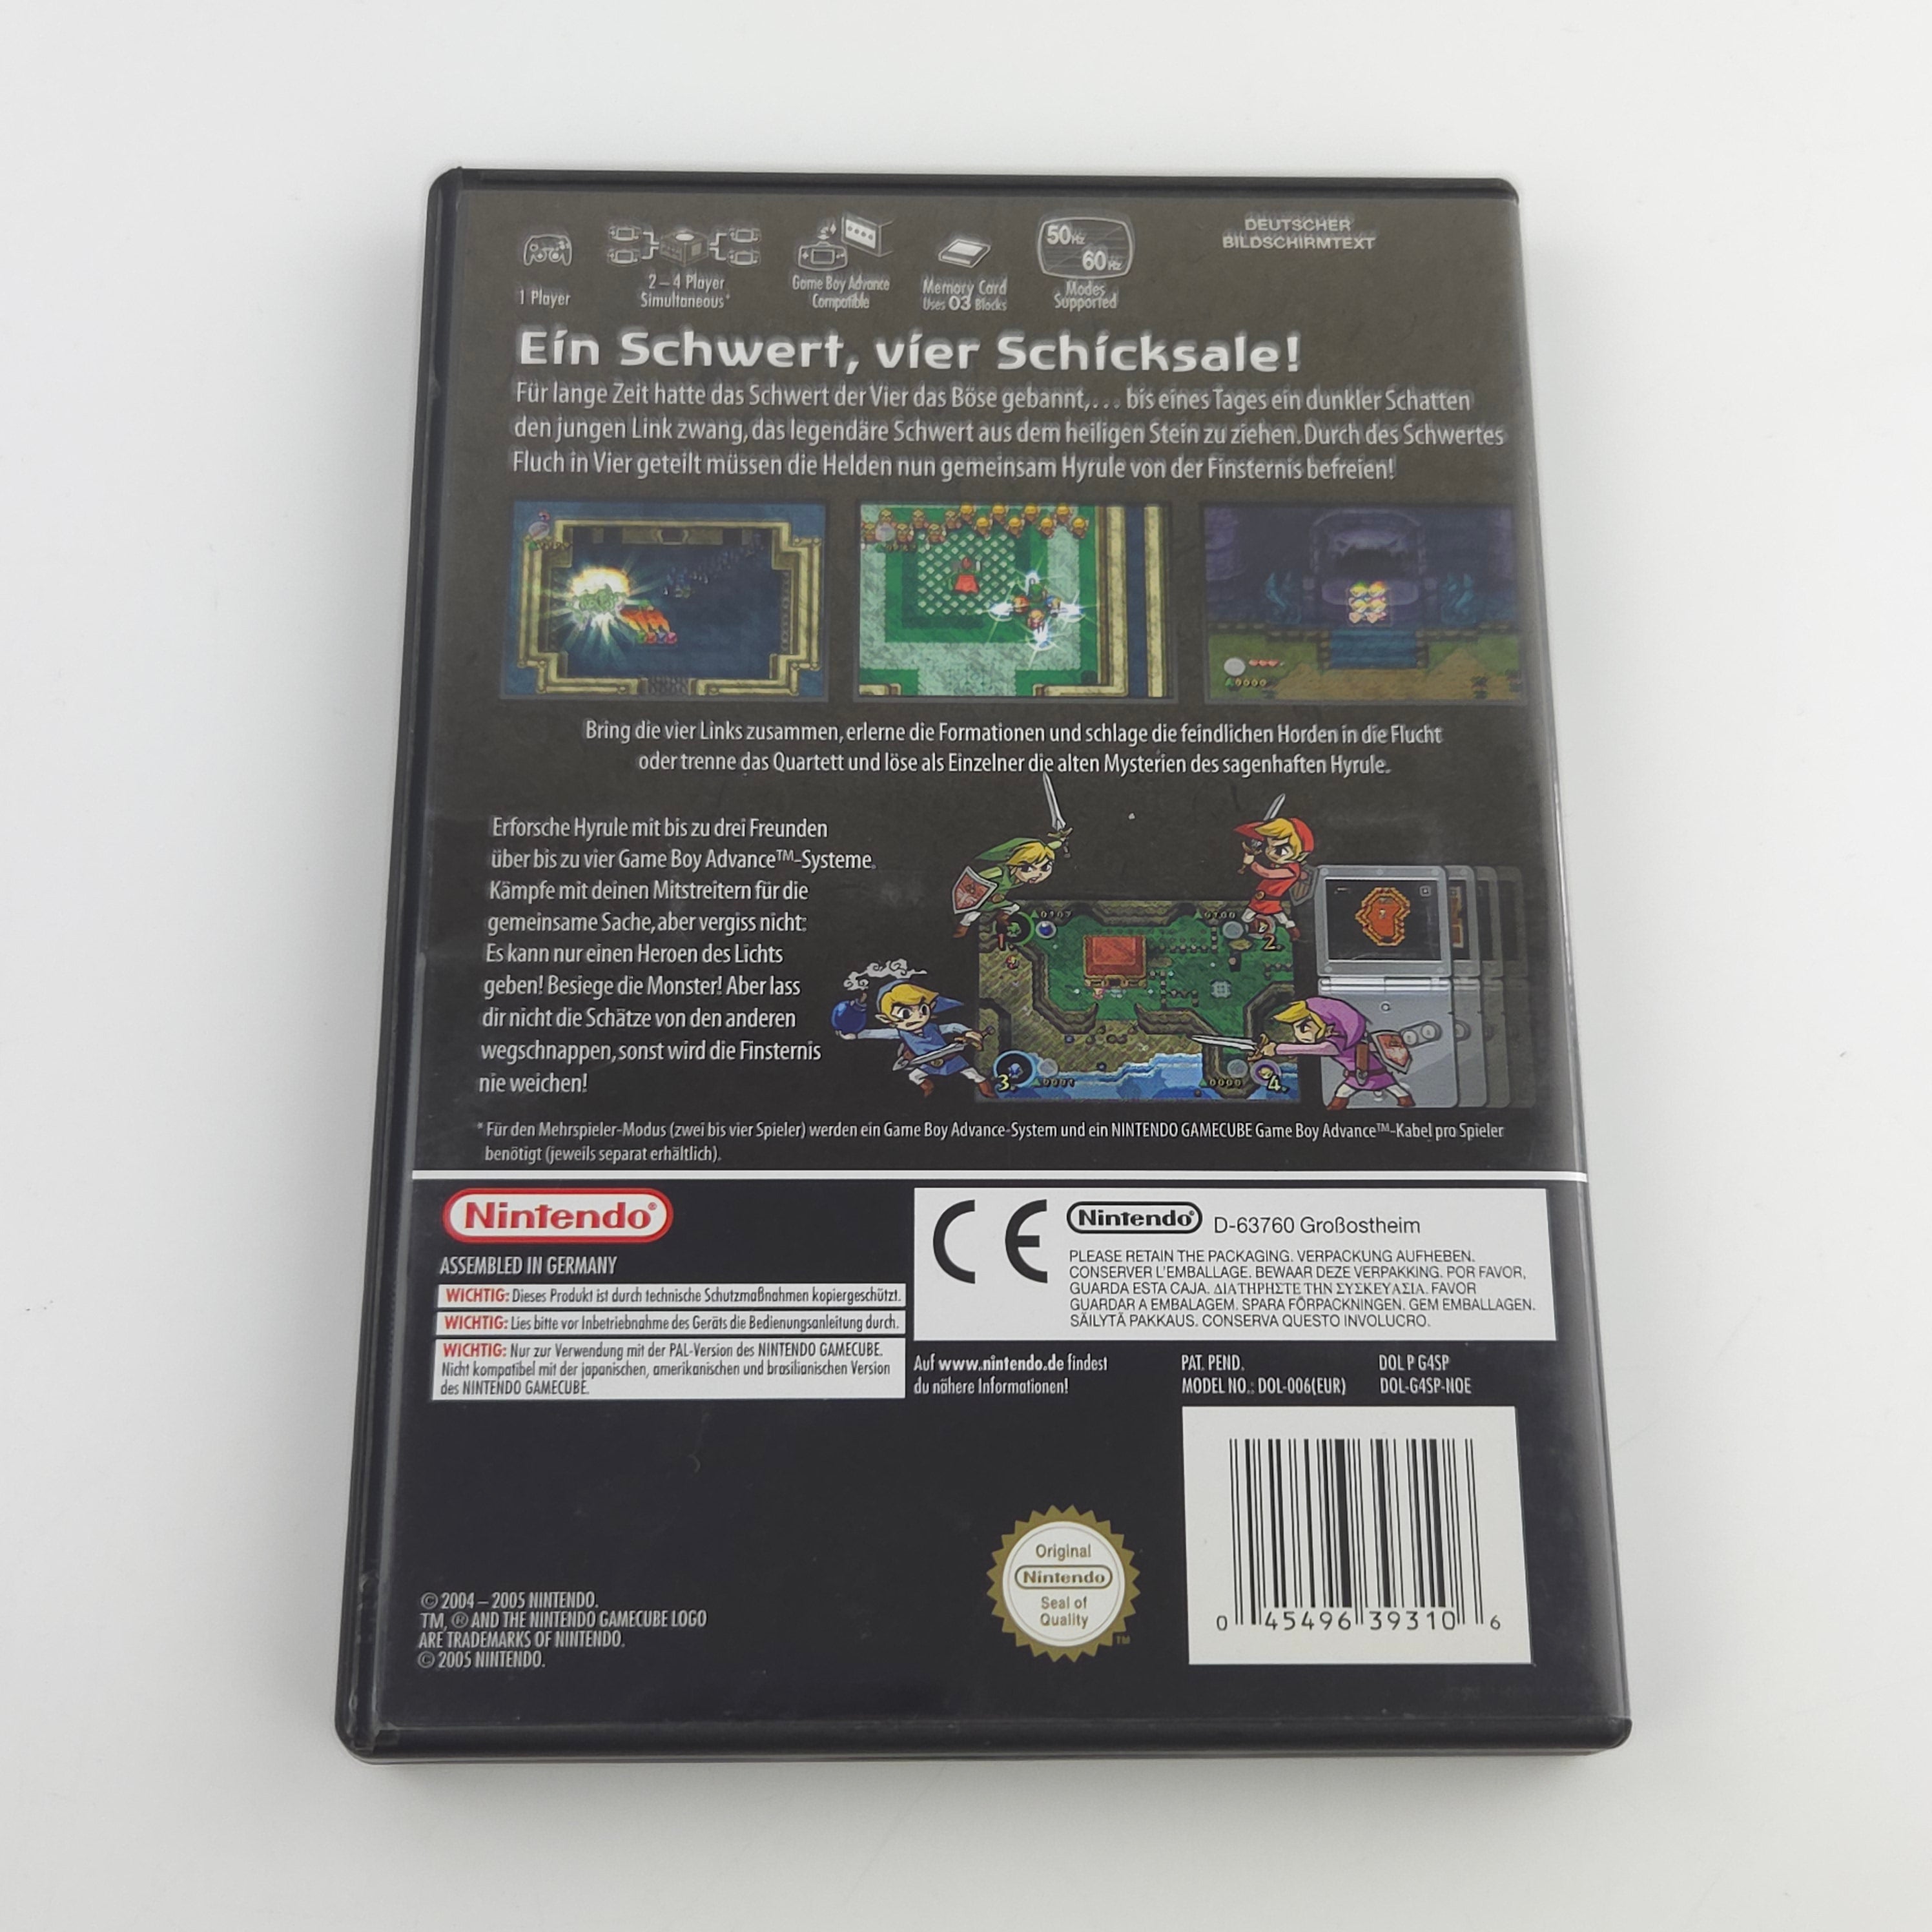 1 Player
2 – 4 Player
Simultaneous*
Game Boy Advance
Compatible
Memory Card
Uses 03 Blocks
50Hz
60Hz
Modes
Supported
DEUTSCHER
BILDSCHIRMTEXT
Ein Schwert, vier Schicksale!
Für lange Zeit hatte das Schwert der Vier das Böse gebannt,... bis eines Tages ein dunkler Schatten
den jungen Link zwang, das legendäre Schwert aus dem heiligen Stein zu ziehen. Durch des Schwertes
Fluch in Vier geteilt müssen die Helden nun gemeinsam Hyrule von der Finsternis befreien!
Bring die vier Links zusammen, erlerne die Formationen und schlage die feindlichen Horden in die Flucht
oder trenne das Quartett und löse als Einzelner die alten Mysterien des sagenhaften Hyrule.
Erforsche Hyrule mit bis zu drei Freunden
über bis zu vier Game Boy Advance™-Systeme.
Kämpfe mit deinen Mitstreitern für die
gemeinsame Sache, aber vergiss nicht:
Es kann nur einen Heroen des Lichts
geben! Besiege die Monster! Aber lass
dir nicht die Schätze von den anderen
wegschnappen, sonst wird die Finsternis
nie weichen!
2.
3.
4.
* Für den Mehrspieler-Modus (zwei bis vier Spieler) werden ein Game Boy Advance-System und ein NINTENDO GAMECUBE Game Boy Advance™-Kabel pro Spieler
benötigt (jeweils separat erhältlich).
Nintendo®
ASSEMBLED IN GERMANY
WICHTIG: Dieses Produkt ist durch technische Schutzmaßnahmen kopiergeschützt.
WICHTIG: Lies bitte vor Inbetriebnahme des Geräts die Bedienungsanleitung durch.
WICHTIG: Nur zur Verwendung mit der PAL-Version des NINTENDO GAMECUBE.
Nicht kompatibel mit der japanischen, amerikanischen und brasilianischen Version
des NINTENDO GAMECUBE.
CE
Nintendo® D-63760 Großostheim
PLEASE RETAIN THE PACKAGING. VERPACKUNG AUFHEBEN.
CONSERVER L'EMBALLAGE. BEWAAR DEZE VERPAKKING. POR FAVOR,
GUARDA ESTA CAJA. ΔΙΑΤΗΡΗΣΤΕ ΤΗΝ ΣΥΣΚΕΥΑΣΙΑ. FAVOR
GUARDAR A EMBALAGEM. SPARA FÖRPACKNINGEN. GEM EMBALLAGEN.
SÄILYTÄ PAKKAUS. CONSERVA QUESTO INVOLUCRO.
Auf www.nintendo.de findest
du nähere Informationen!
PAT. PEND.
MODEL NO.: DOL-006(EUR)
DOL P G4SP
DOL-G4SP-NOE
© 2004 – 2005 NINTENDO.
TM, ® AND THE NINTENDO GAMECUBE LOGO
ARE TRADEMARKS OF NINTENDO.
© 2005 NINTENDO.
Original
Nintendo
Seal of
Quality
TM
0 45496 39310 6